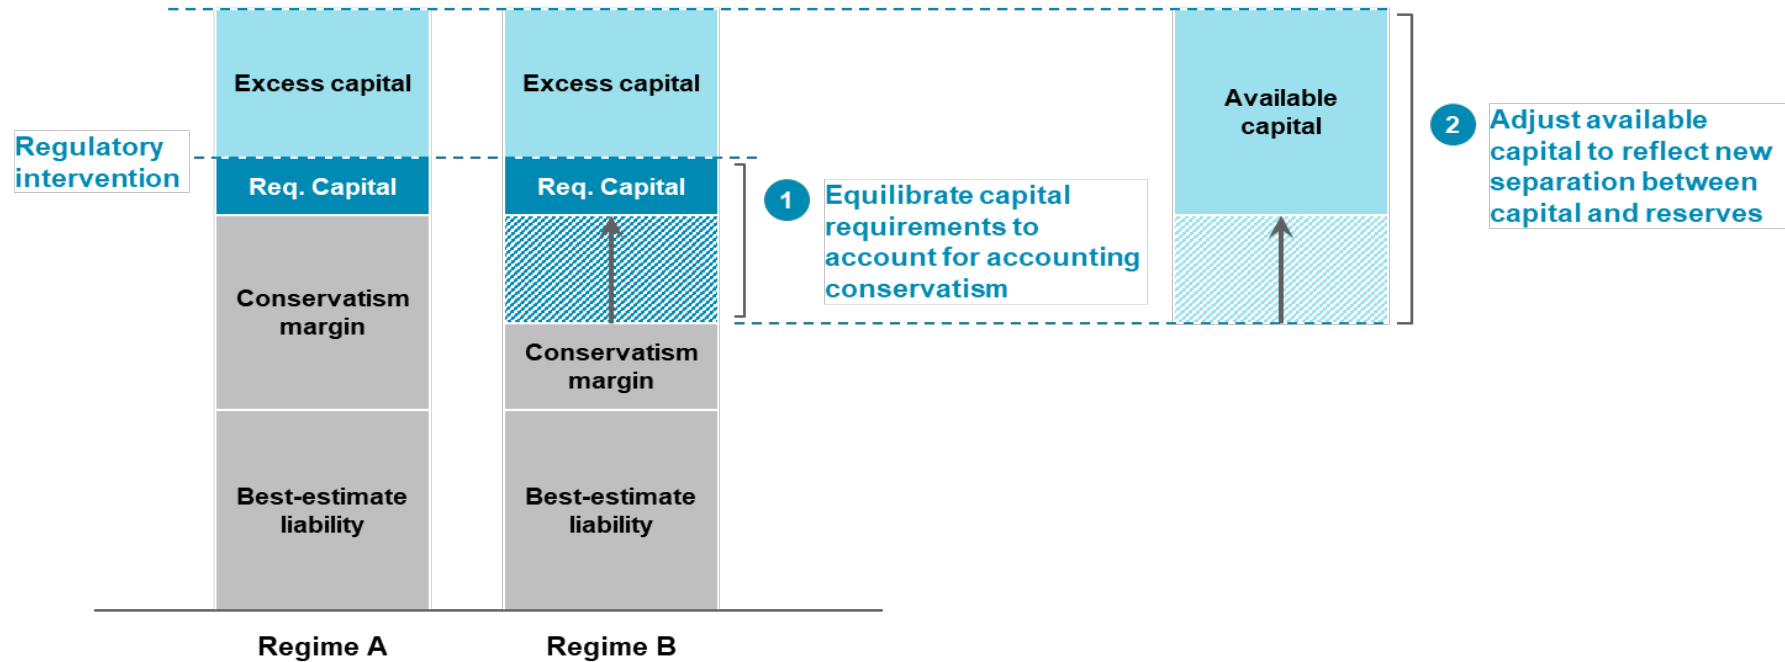 Excess capital
Excess capital
Available
capital
2
Adjust available
capital to reflect new
separation between
capital and reserves
Regulatory
intervention
Req. Capital
Req. Capital
1
Equilibrate capital
requirements to
account for accounting
conservatism
Conservatism
margin
Conservatism
margin
Best-estimate
liability
Best-estimate
liability
Regime A
Regime B